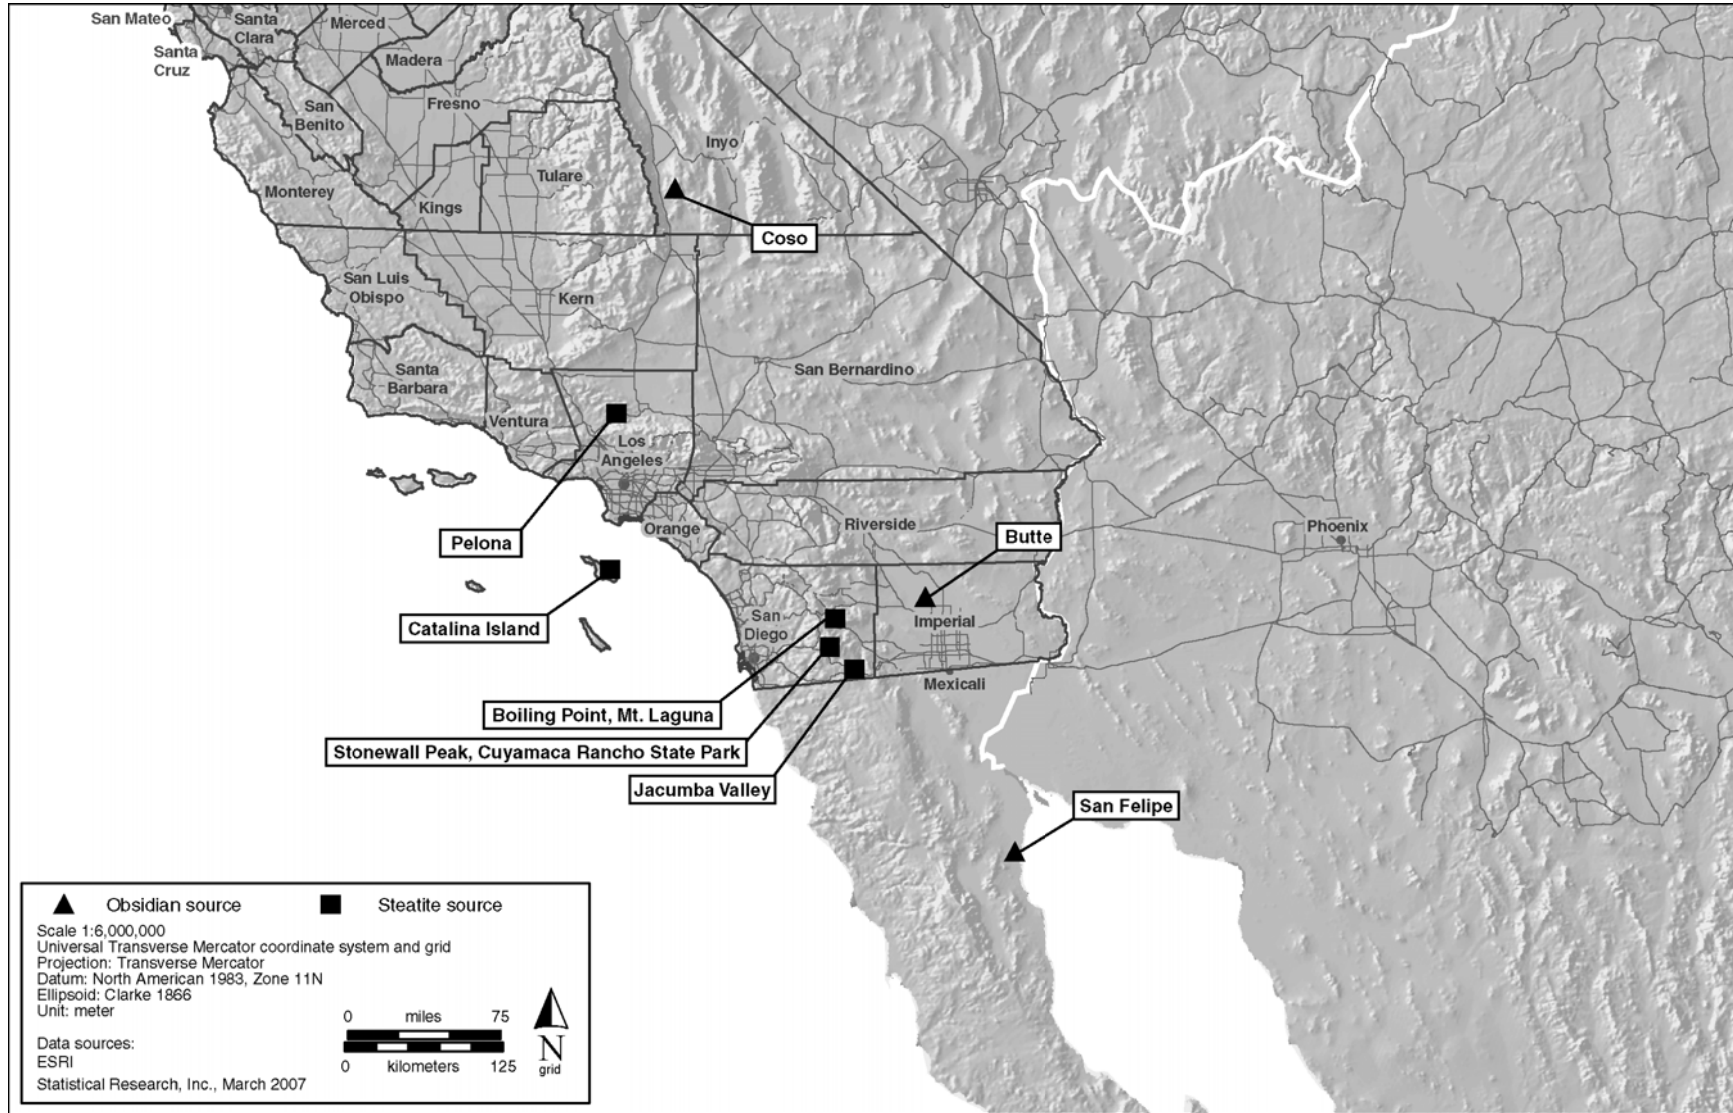 San Mateo
Santa
Clara
Merced
Santa
Cruz
Madera
San
Benito
Fresno
Inyo
Monterey
Tulare
Kings
Coso
San Luis
Obispo
Kern
Santa
Barbara
San Bernardino
Ventura
Los
Angeles
Pelona
Orange
Riverside
Butte
Phoenix
Catalina Island
San
Diego
Imperial
Mexicali
Boiling Point, Mt. Laguna
Stonewall Peak, Cuyamaca Rancho State Park
Jacumba Valley
San Felipe
Obsidian source
Steatite source
Scale 1:6,000,000
Universal Transverse Mercator coordinate system and grid
Projection: Transverse Mercator
Datum: North American 1983, Zone 11N
Ellipsoid: Clarke 1866
Unit: meter
0 miles 75
0 kilometers 125
N
grid
Data sources:
ESRI
Statistical Research, Inc., March 2007